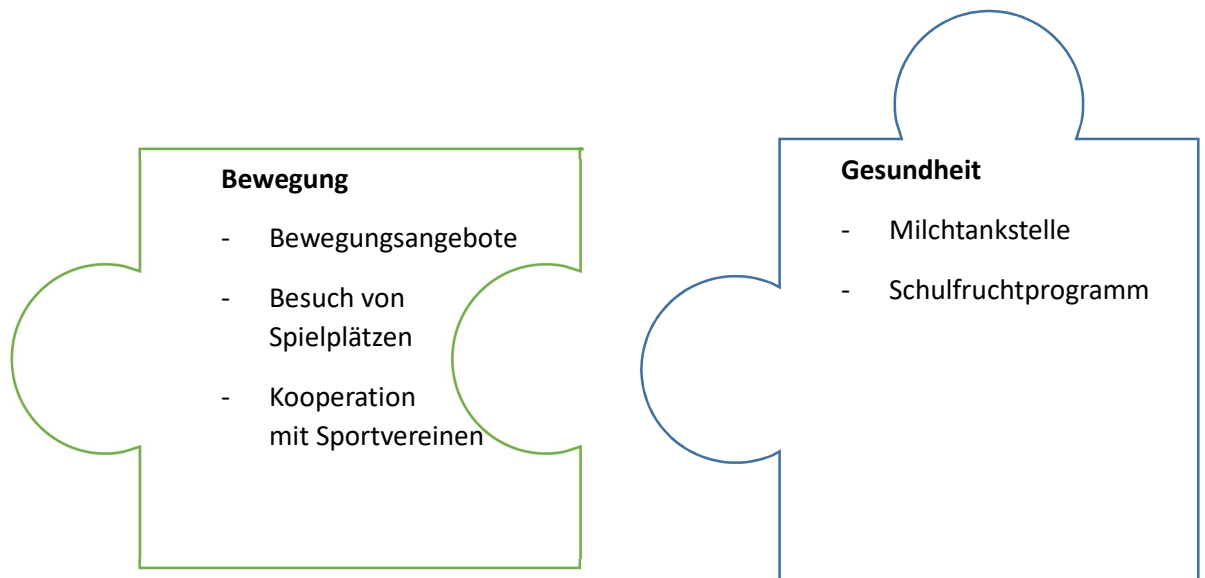 Bewegung
- Bewegungsangebote
- Besuch von
Spielplätzen
- Kooperation
mit Sportvereinen
Gesundheit
- Milchtankstelle
- Schulfruchtprogramm